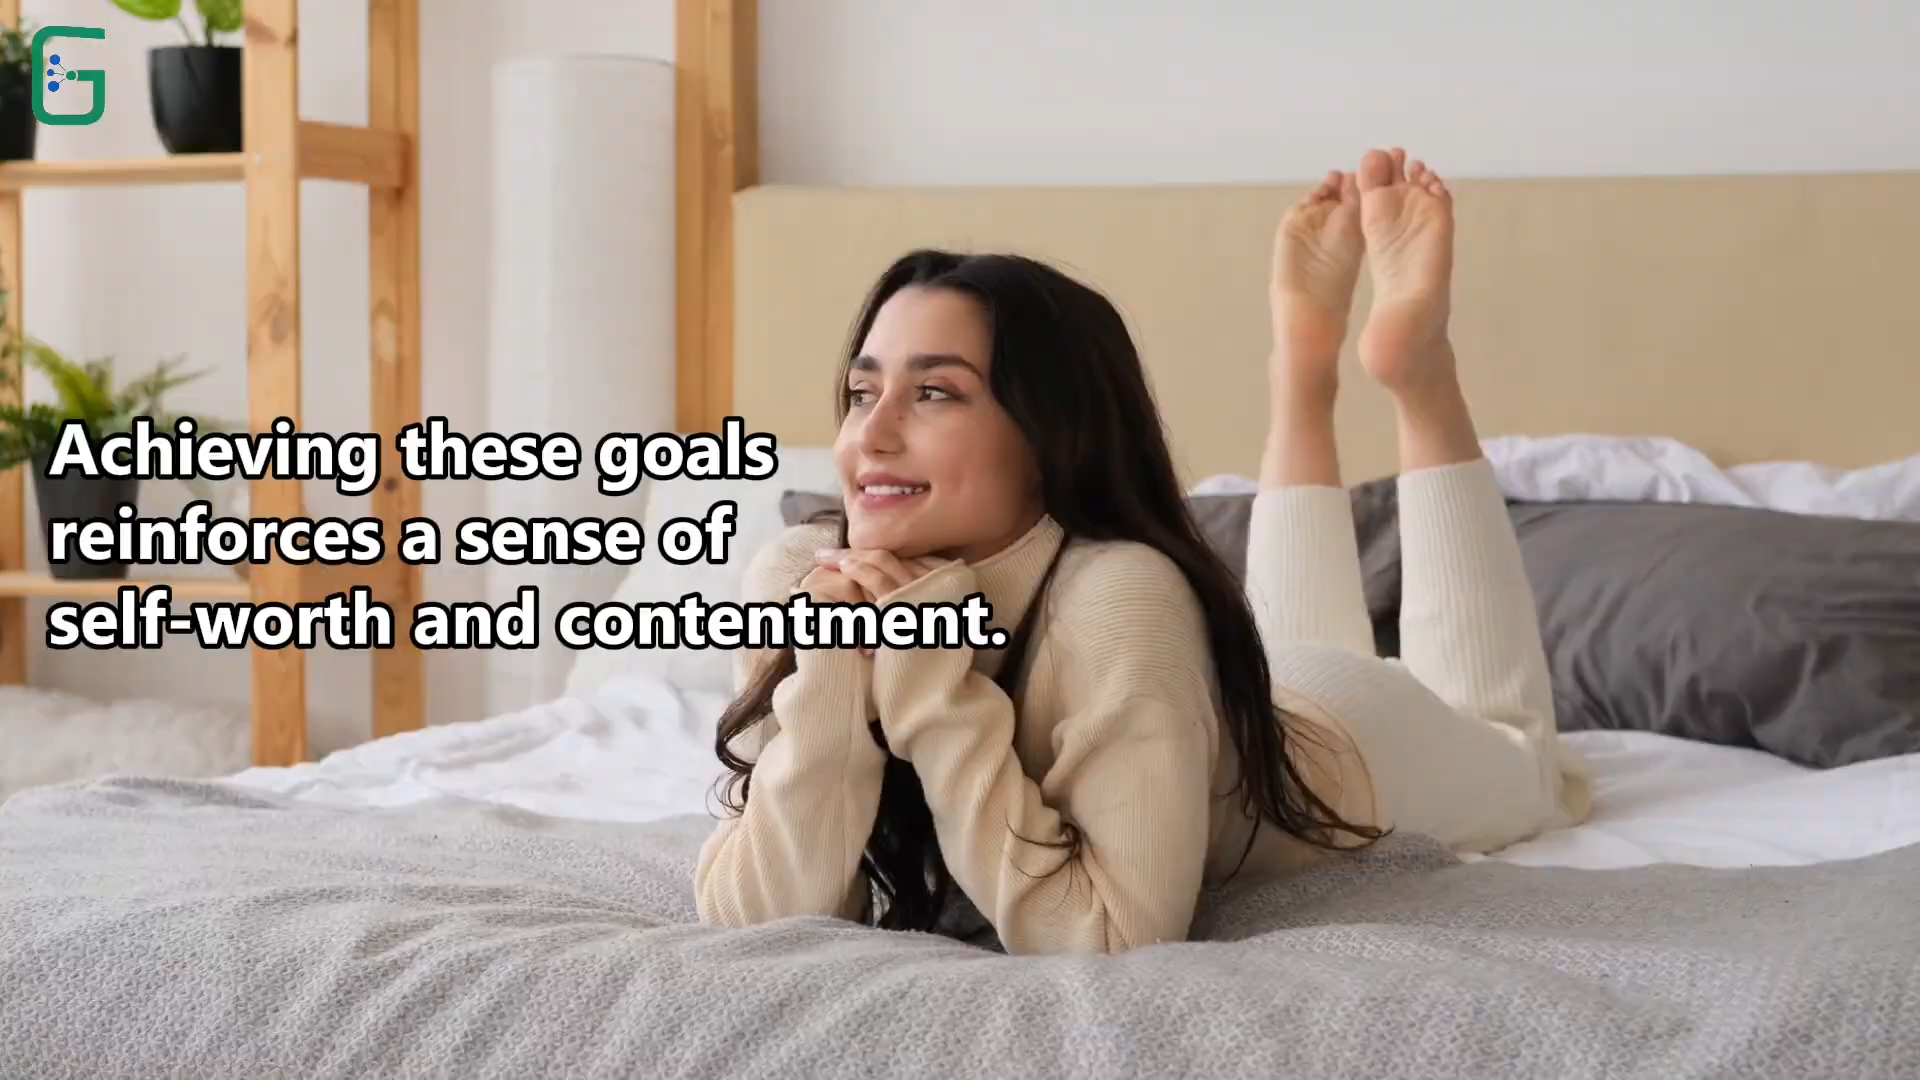 Achieving these goals
reinforces a sense of
self-worth and contentment.